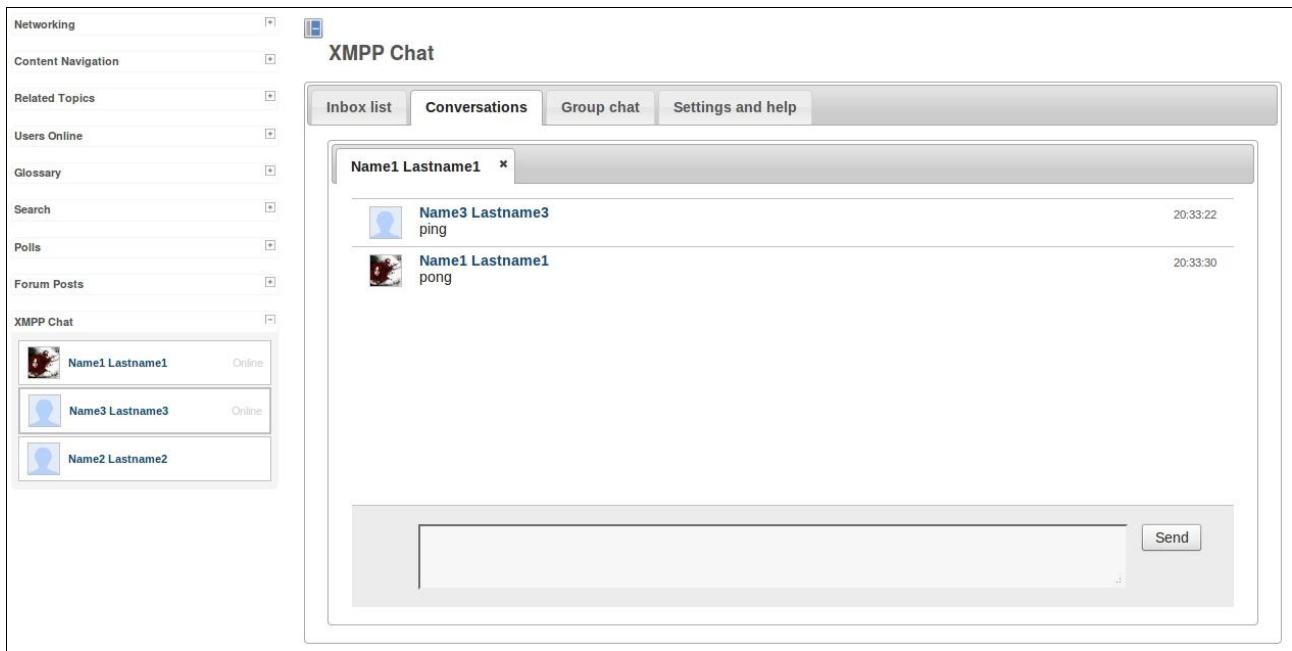 Networking
Content Navigation
Related Topics
Users Online
Glossary
Search
Polls
Forum Posts
XMPP Chat
Name1 Lastname1 Online
Name3 Lastname3 Online
Name2 Lastname2
XMPP Chat
Inbox list Conversations Group chat Settings and help
Name1 Lastname1
Name3 Lastname3 20:33:22
ping
Name1 Lastname1 20:33:30
pong
Send